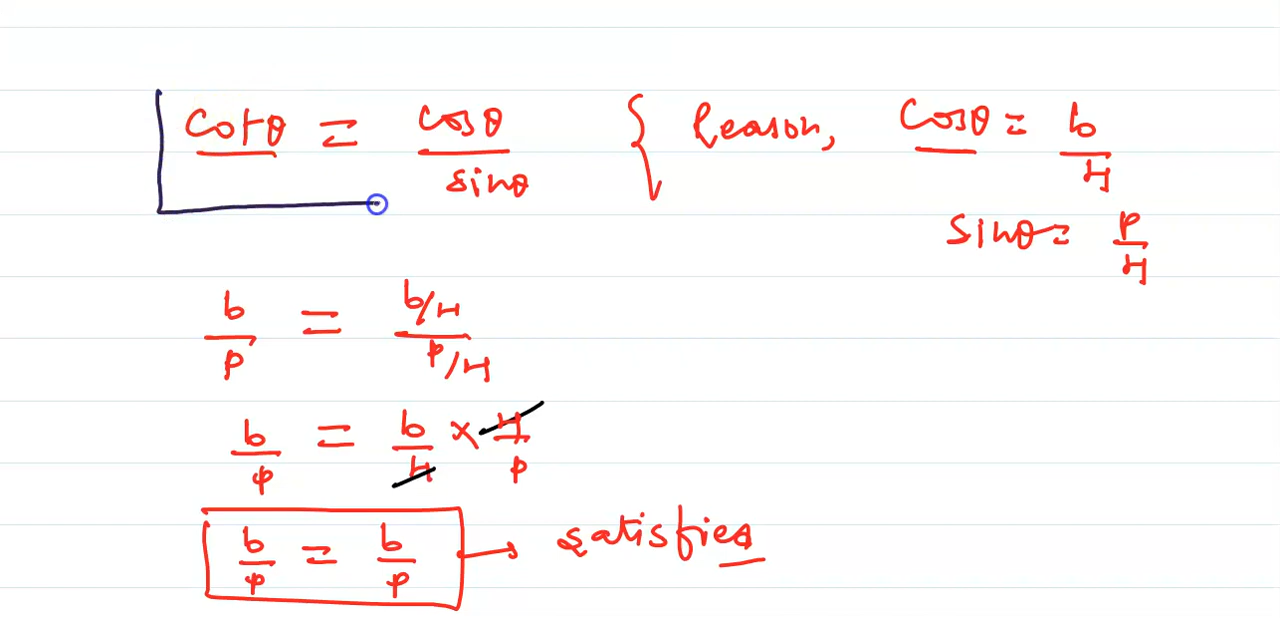 cotθ = cosθ/sinθ { Reason, cosθ = b/H
sinθ = P/H
b/P = (b/H)/(P/H)
b/P = b/H × H/P
b/P = b/P → satisfies